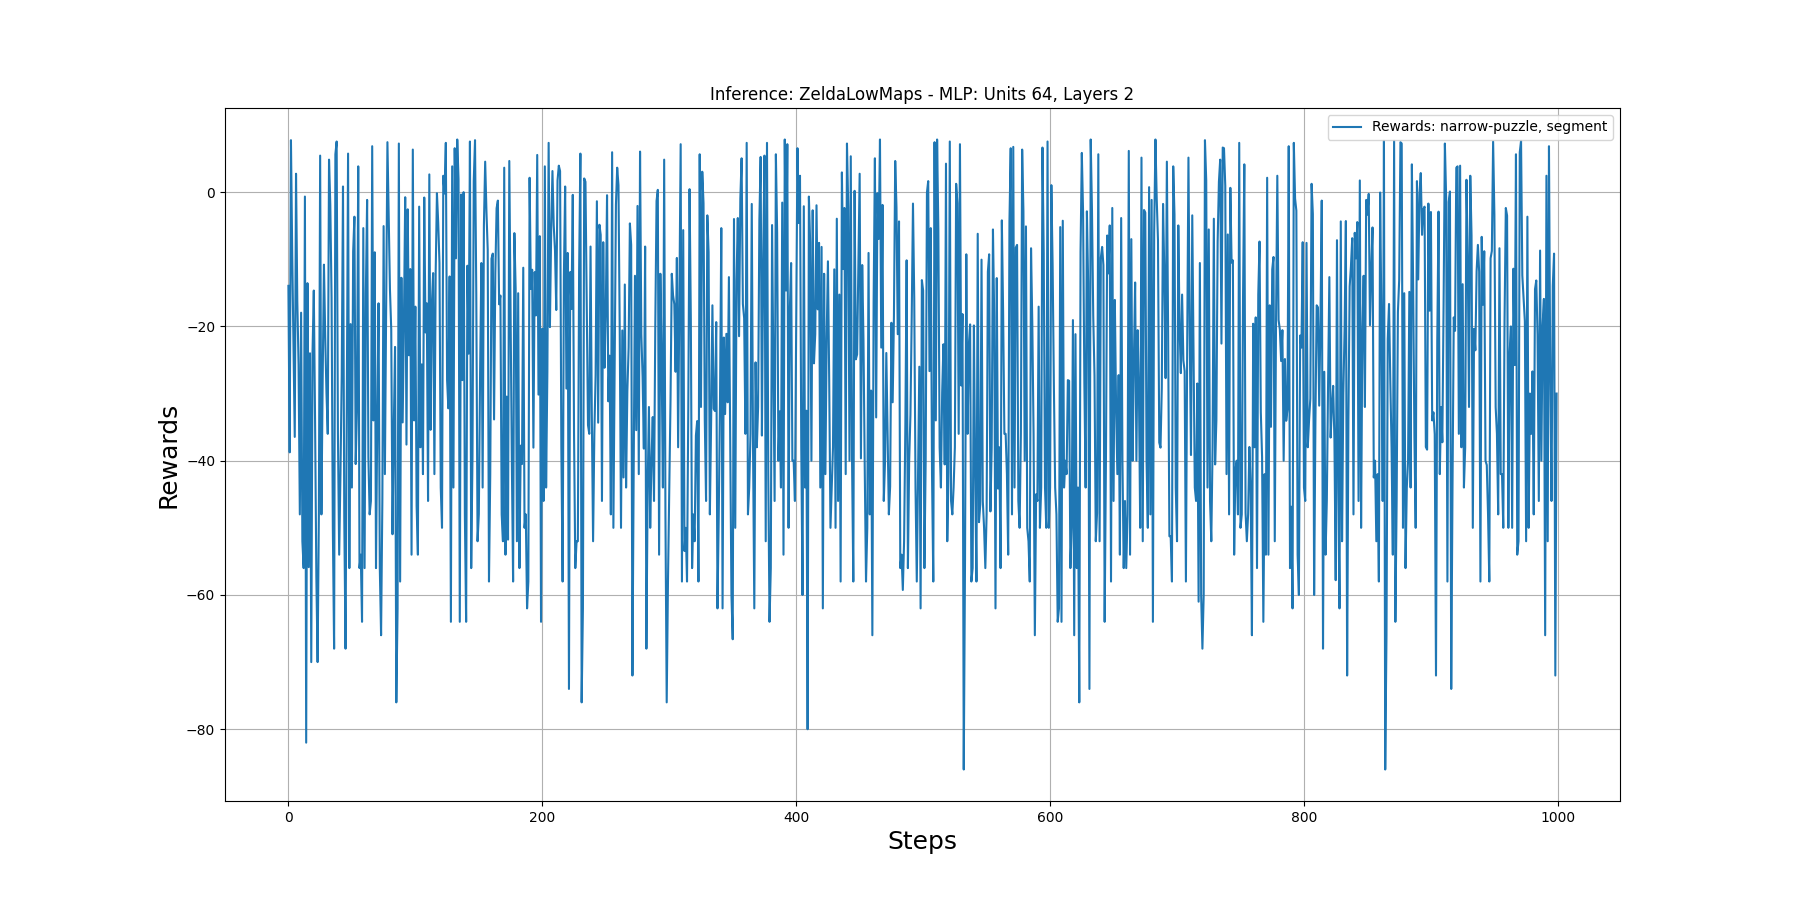 Inference: ZeldaLowMaps - MLP: Units 64, Layers 2
Rewards: narrow-puzzle, segment
Rewards
0
−20
−40
−60
−80
0
200
400
600
800
1000
Steps